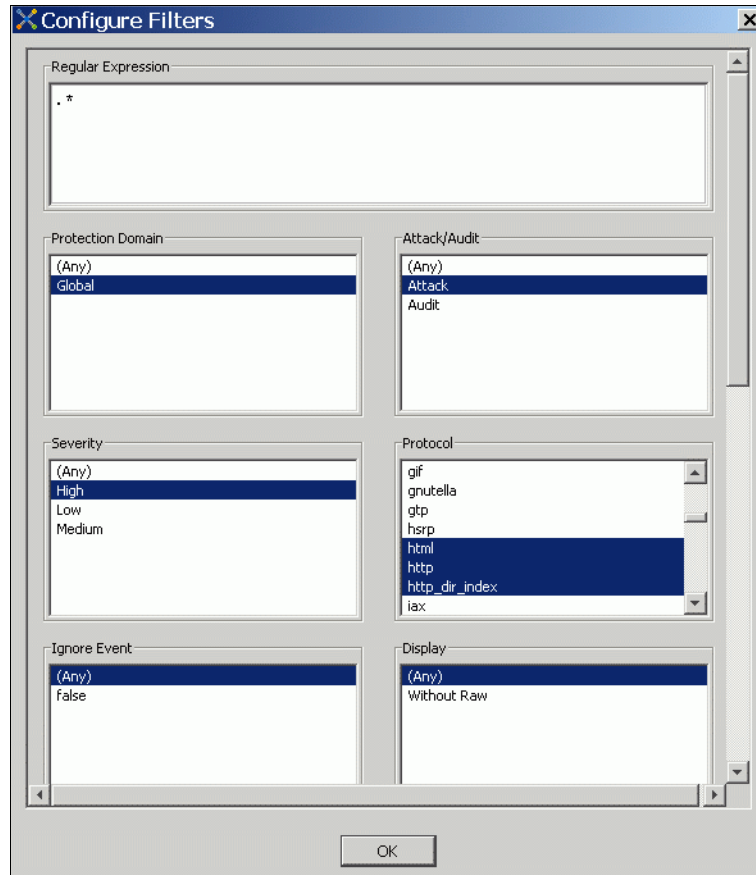 Configure Filters
Regular Expression
.*
Protection Domain
(Any)
Global
Attack/Audit
(Any)
Attack
Audit
Severity
(Any)
High
Low
Medium
Protocol
gif
gnutella
gtp
hsrp
html
http
http_dir_index
iax
Ignore Event
(Any)
false
Display
(Any)
Without Raw
OK